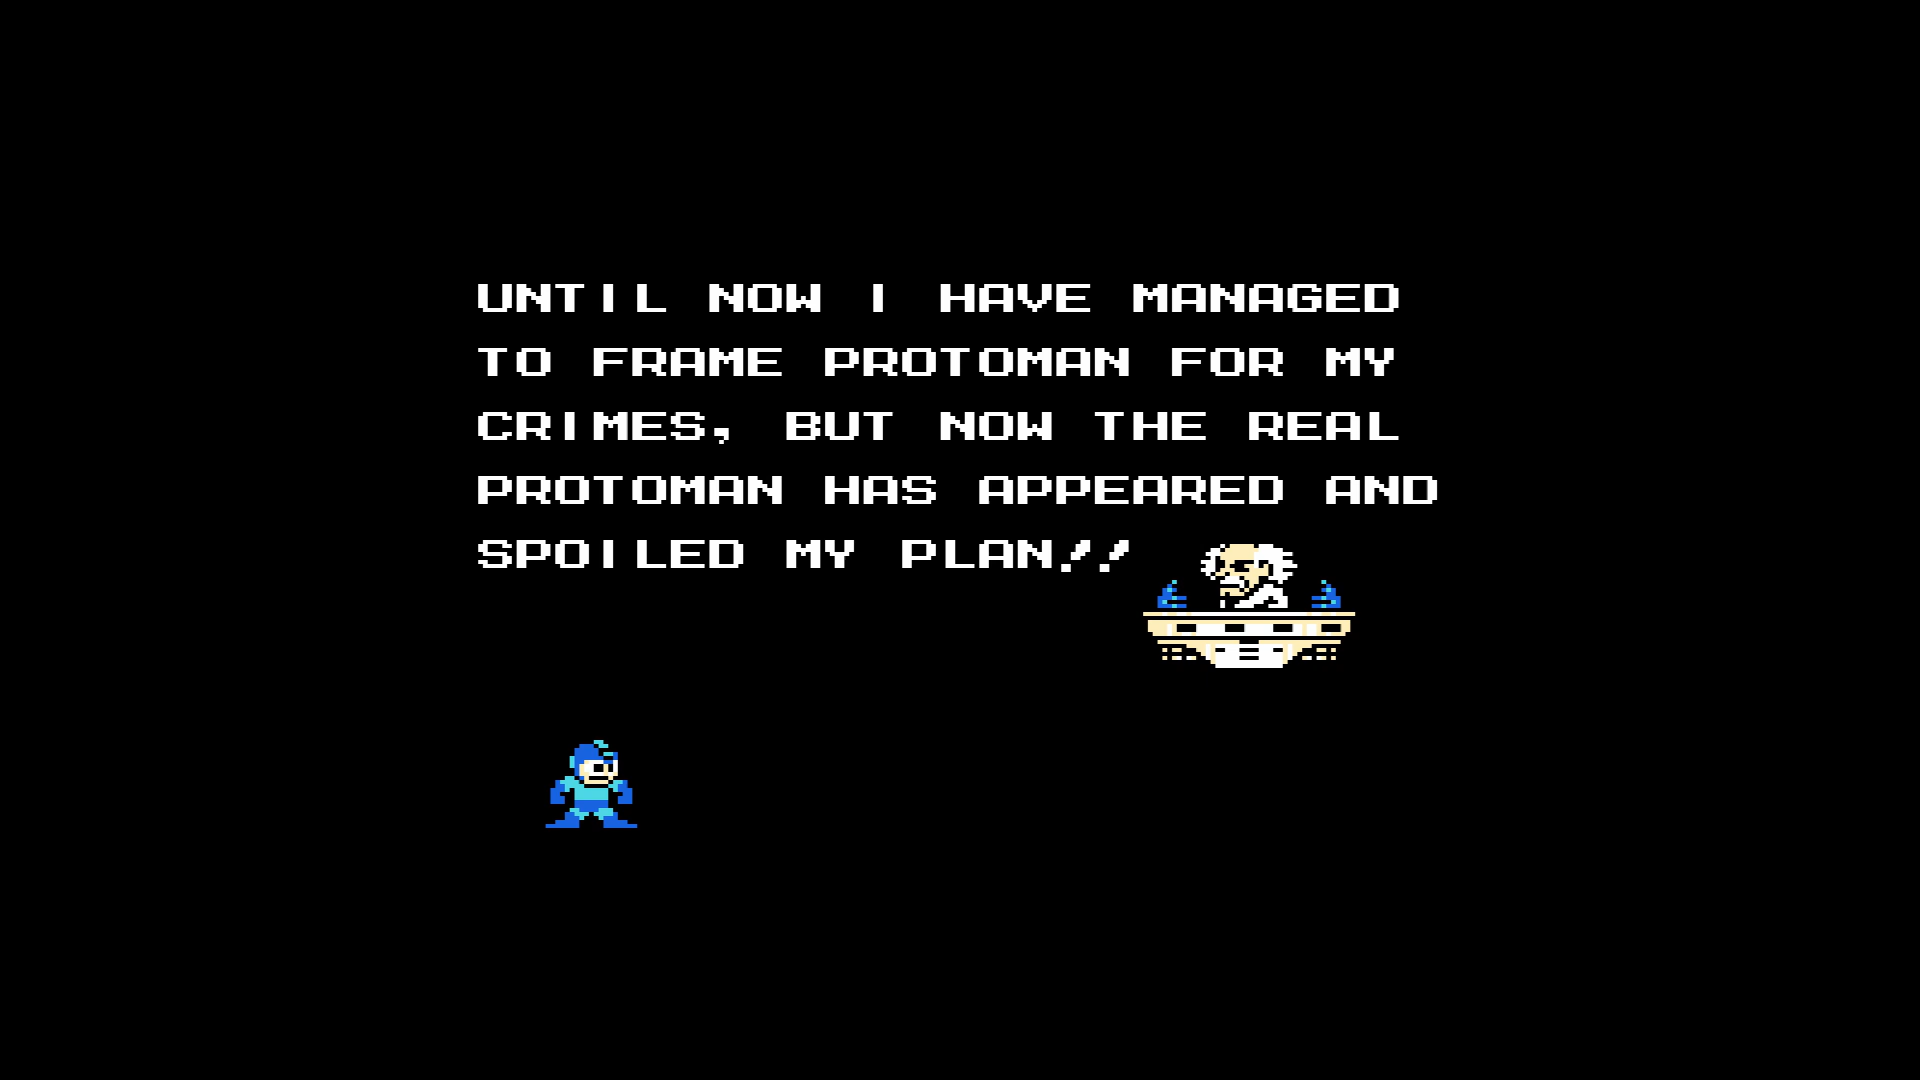 UNTIL NOW I HAVE MANAGED
TO FRAME PROTOMAN FOR MY
CRIMES, BUT NOW THE REAL
PROTOMAN HAS APPEARED AND
SPOILED MY PLAN!!